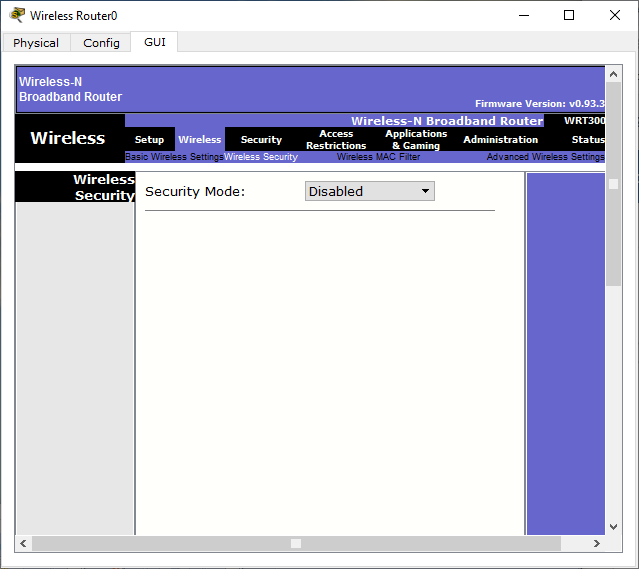 Wireless Router0
Physical Config GUI
Wireless-N
Broadband Router
Firmware Version: v0.93.3
Wireless-N Broadband Router WRT300
Wireless
Setup Wireless Security Access Restrictions Applications & Gaming Administration Status
Basic Wireless Settings Wireless Security Wireless MAC Filter Advanced Wireless Settings
Wireless
Security
Security Mode: Disabled